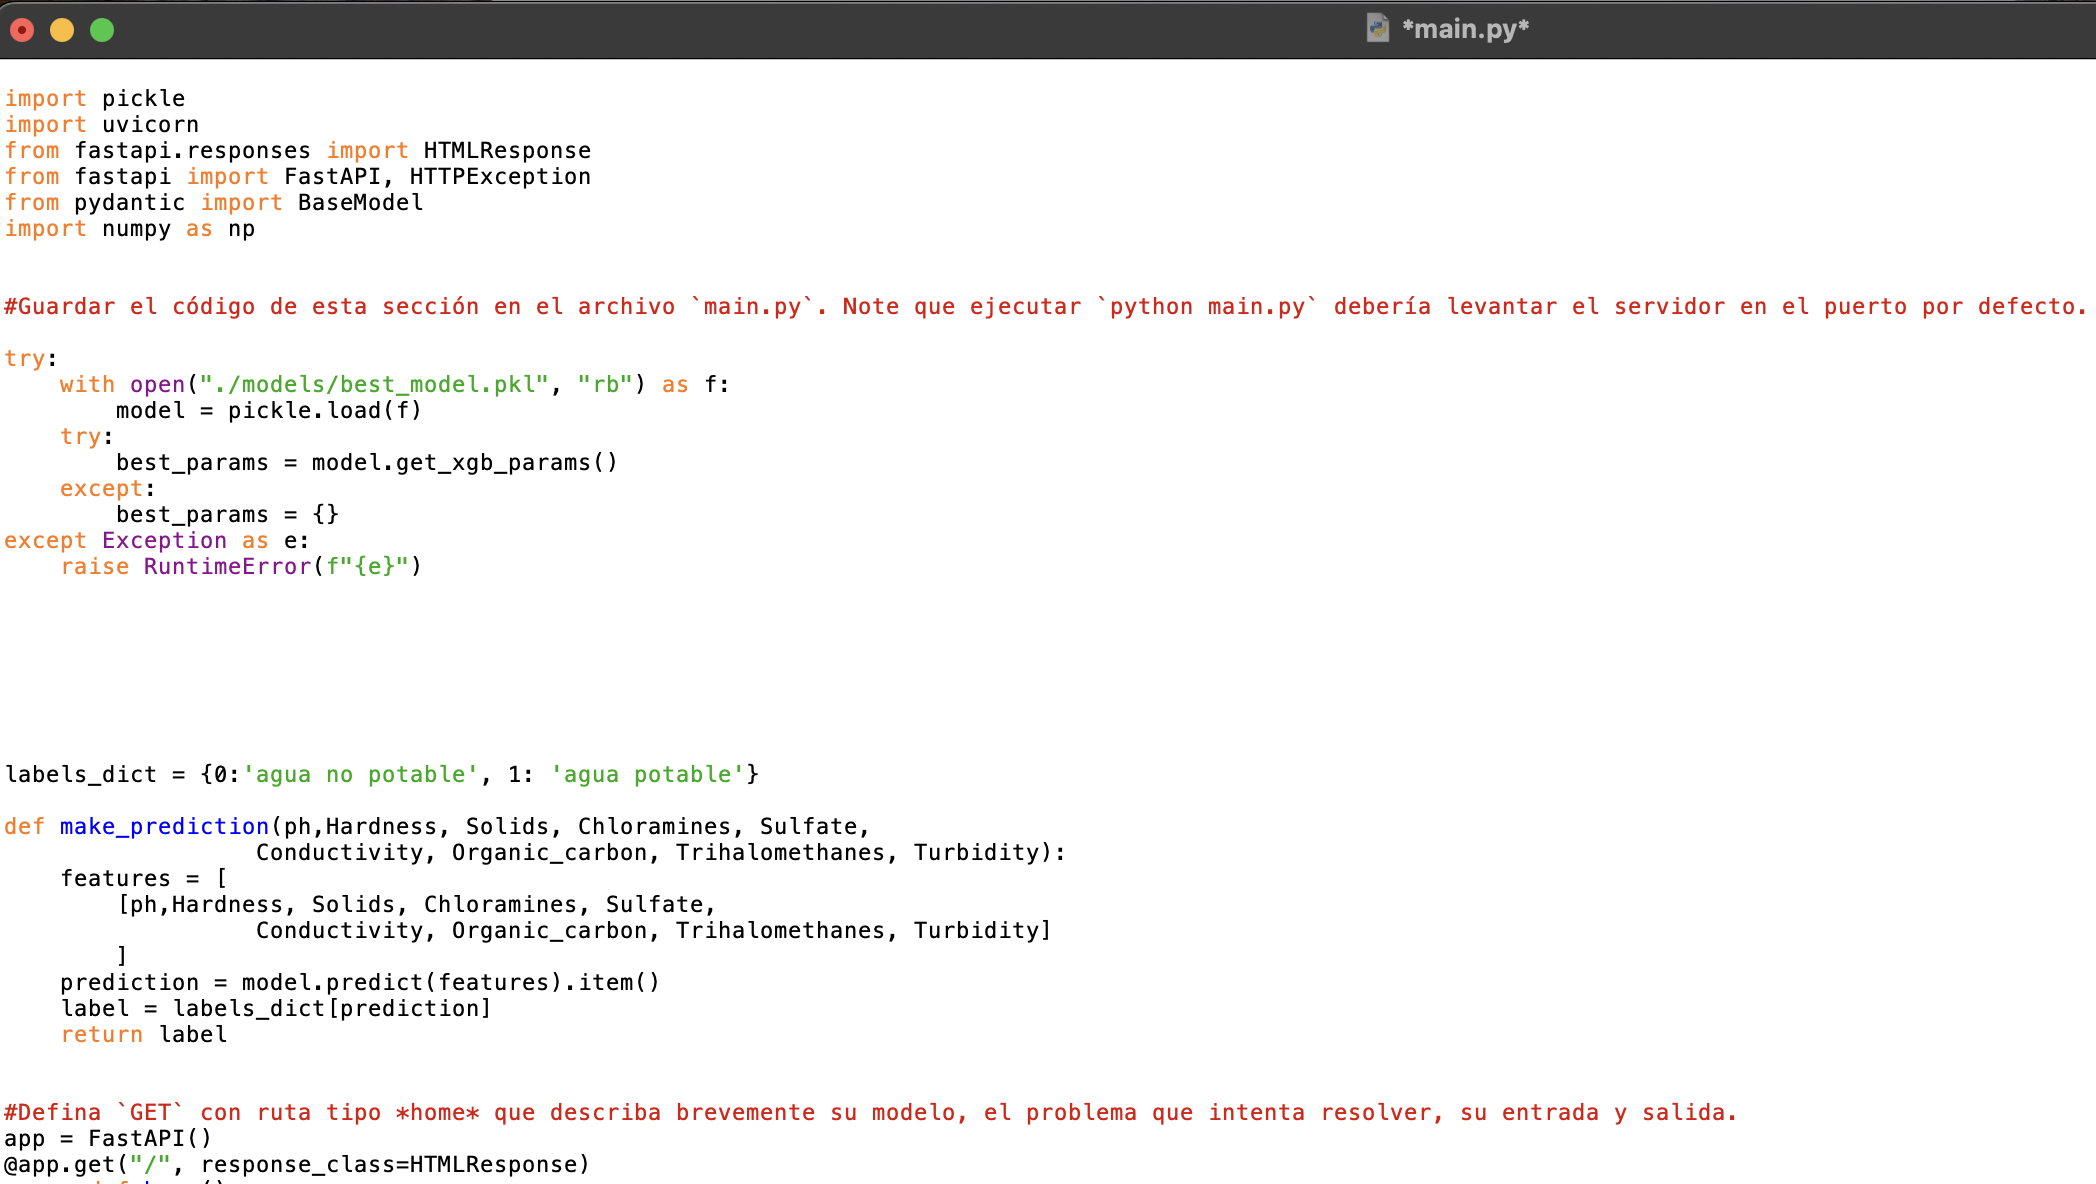 *main.py*
import pickle
import uvicorn
from fastapi.responses import HTMLResponse
from fastapi import FastAPI, HTTPException
from pydantic import BaseModel
import numpy as np
#Guardar el código de esta sección en el archivo `main.py`. Note que ejecutar `python main.py` debería levantar el servidor en el puerto por defecto.
try:
    with open("./models/best_model.pkl", "rb") as f:
        model = pickle.load(f)
    try:
        best_params = model.get_xgb_params()
    except:
        best_params = {}
except Exception as e:
    raise RuntimeError(f"{e}")
labels_dict = {0:'agua no potable', 1: 'agua potable'}
def make_prediction(ph,Hardness, Solids, Chloramines, Sulfate,
                  Conductivity, Organic_carbon, Trihalomethanes, Turbidity):
    features = [
        [ph,Hardness, Solids, Chloramines, Sulfate,
                  Conductivity, Organic_carbon, Trihalomethanes, Turbidity]
        ]
    prediction = model.predict(features).item()
    label = labels_dict[prediction]
    return label
#Defina `GET` con ruta tipo *home* que describa brevemente su modelo, el problema que intenta resolver, su entrada y salida.
app = FastAPI()
@app.get("/", response_class=HTMLResponse)